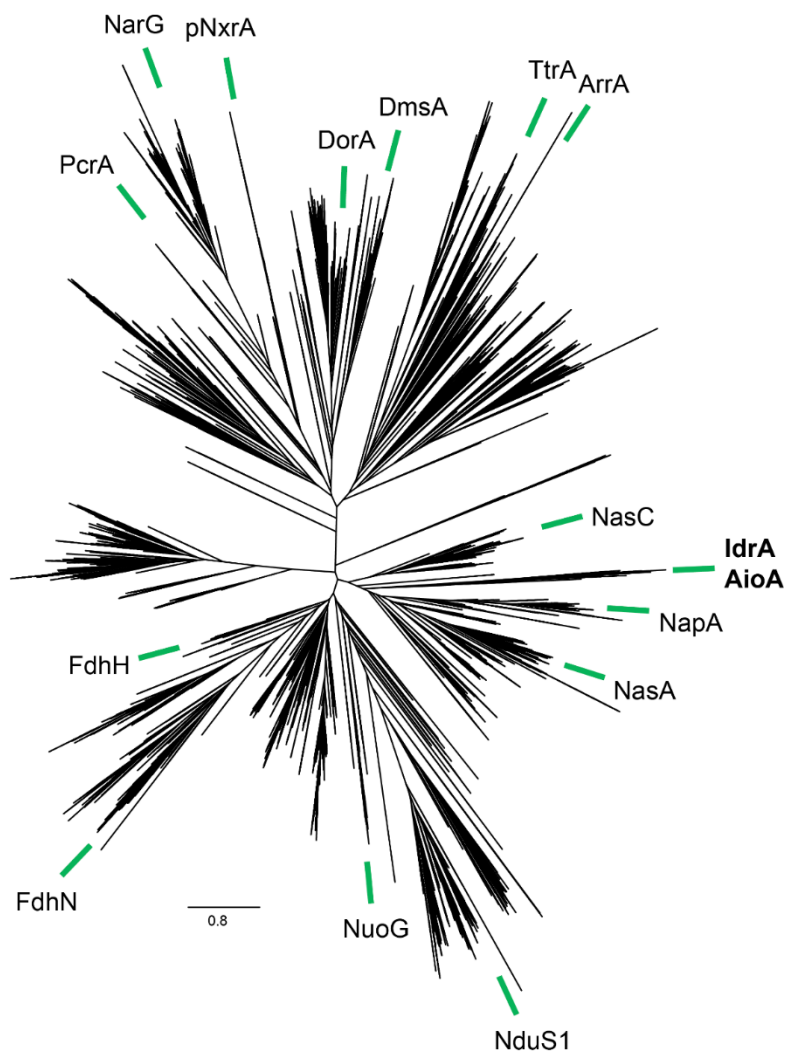 NarG
pNxrA
TtrA
ArrA
DmsA
DorA
PcrA
NasC
IdrA
AioA
NapA
FdhH
NasA
FdhN
0.8
NuoG
NduS1